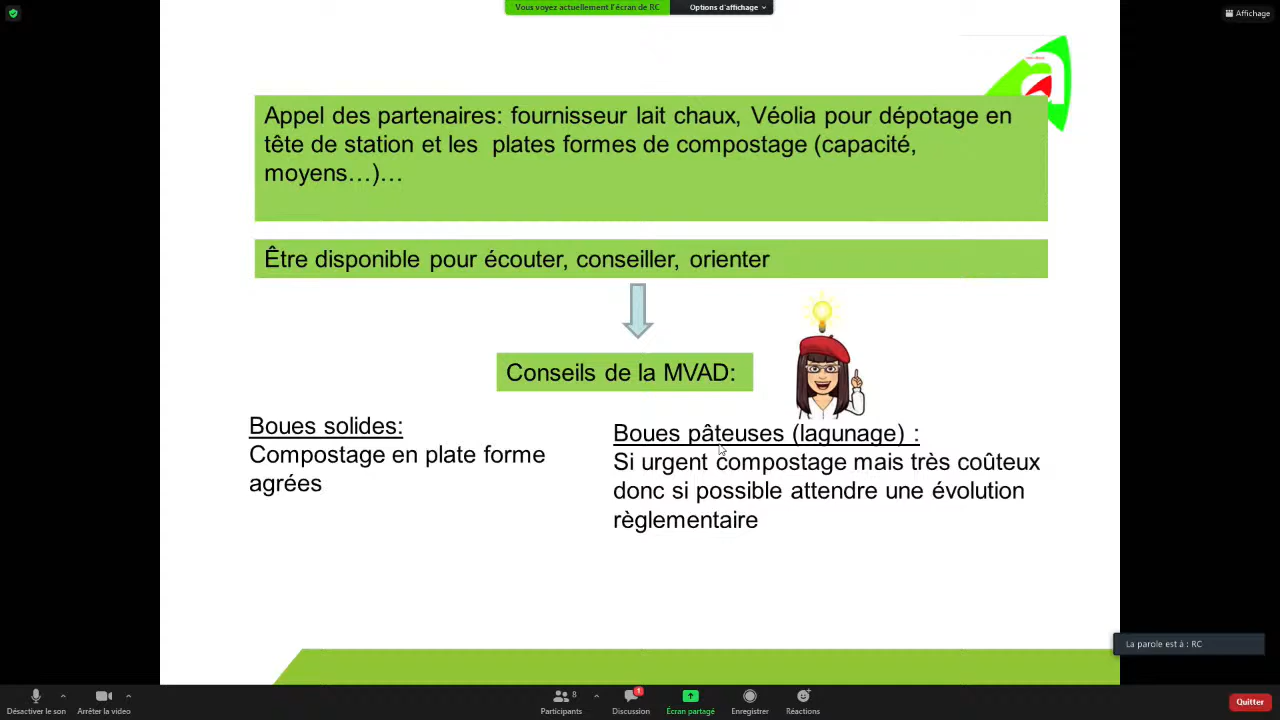 Vous voyez actuellement l'écran de RC
Options d'affichage
Affichage
Appel des partenaires: fournisseur lait chaux, Véolia pour dépotage en
tête de station et les plates formes de compostage (capacité,
moyens…)…
Être disponible pour écouter, conseiller, orienter
Conseils de la MVAD:
Boues solides:
Compostage en plate forme
agrées
Boues pâteuses (lagunage) :
Si urgent compostage mais très coûteux
donc si possible attendre une évolution
règlementaire
La parole est à : RC
Désactiver le son
Arrêter la vidéo
Participants
8
Discussion
1
Écran partagé
Enregistrer
Réactions
Quitter